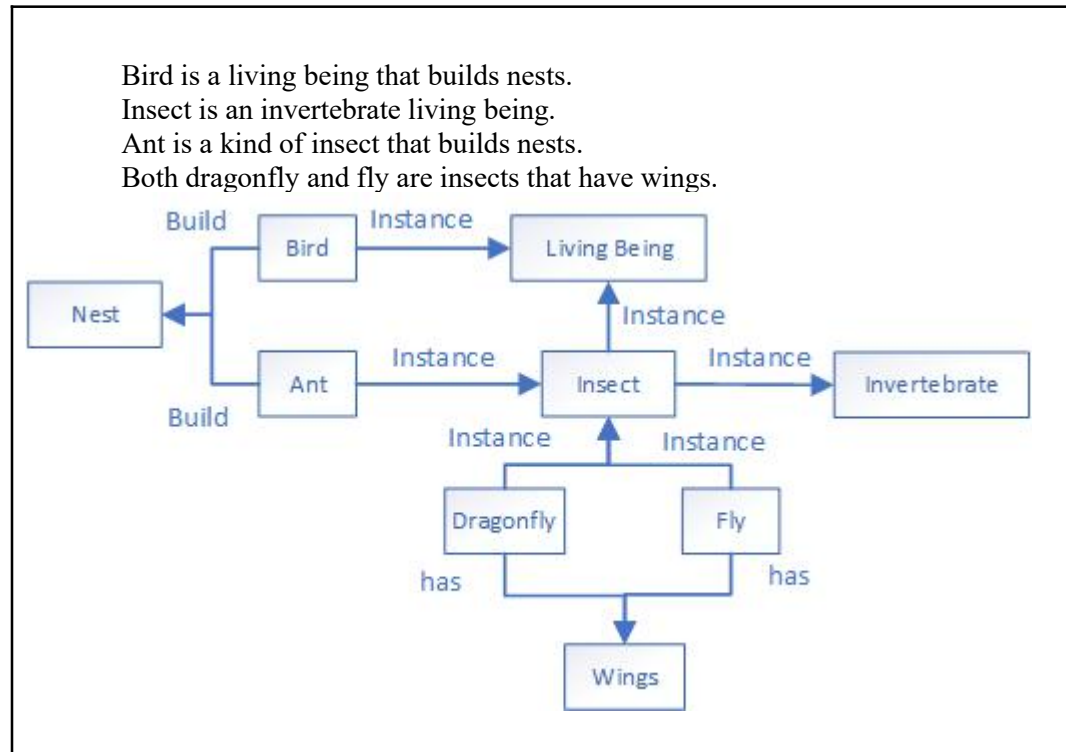 Bird is a living being that builds nests.
Insect is an invertebrate living being.
Ant is a kind of insect that builds nests.
Both dragonfly and fly are insects that have wings.
Build
Instance
Bird
Living Being
Nest
Instance
Instance
Instance
Ant
Insect
Invertebrate
Build
Instance
Instance
Dragonfly
Fly
has
has
Wings